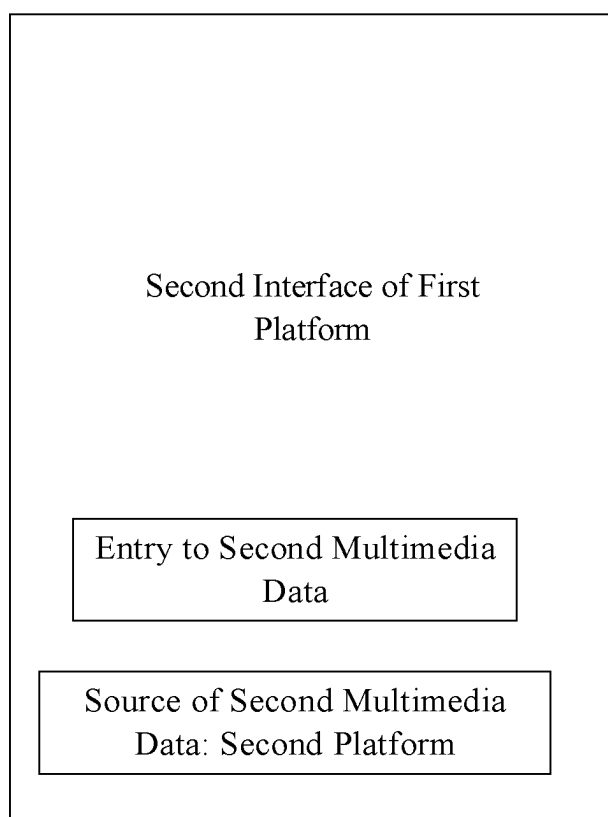 Second Interface of First
Platform
Entry to Second Multimedia
Data
Source of Second Multimedia
Data: Second Platform